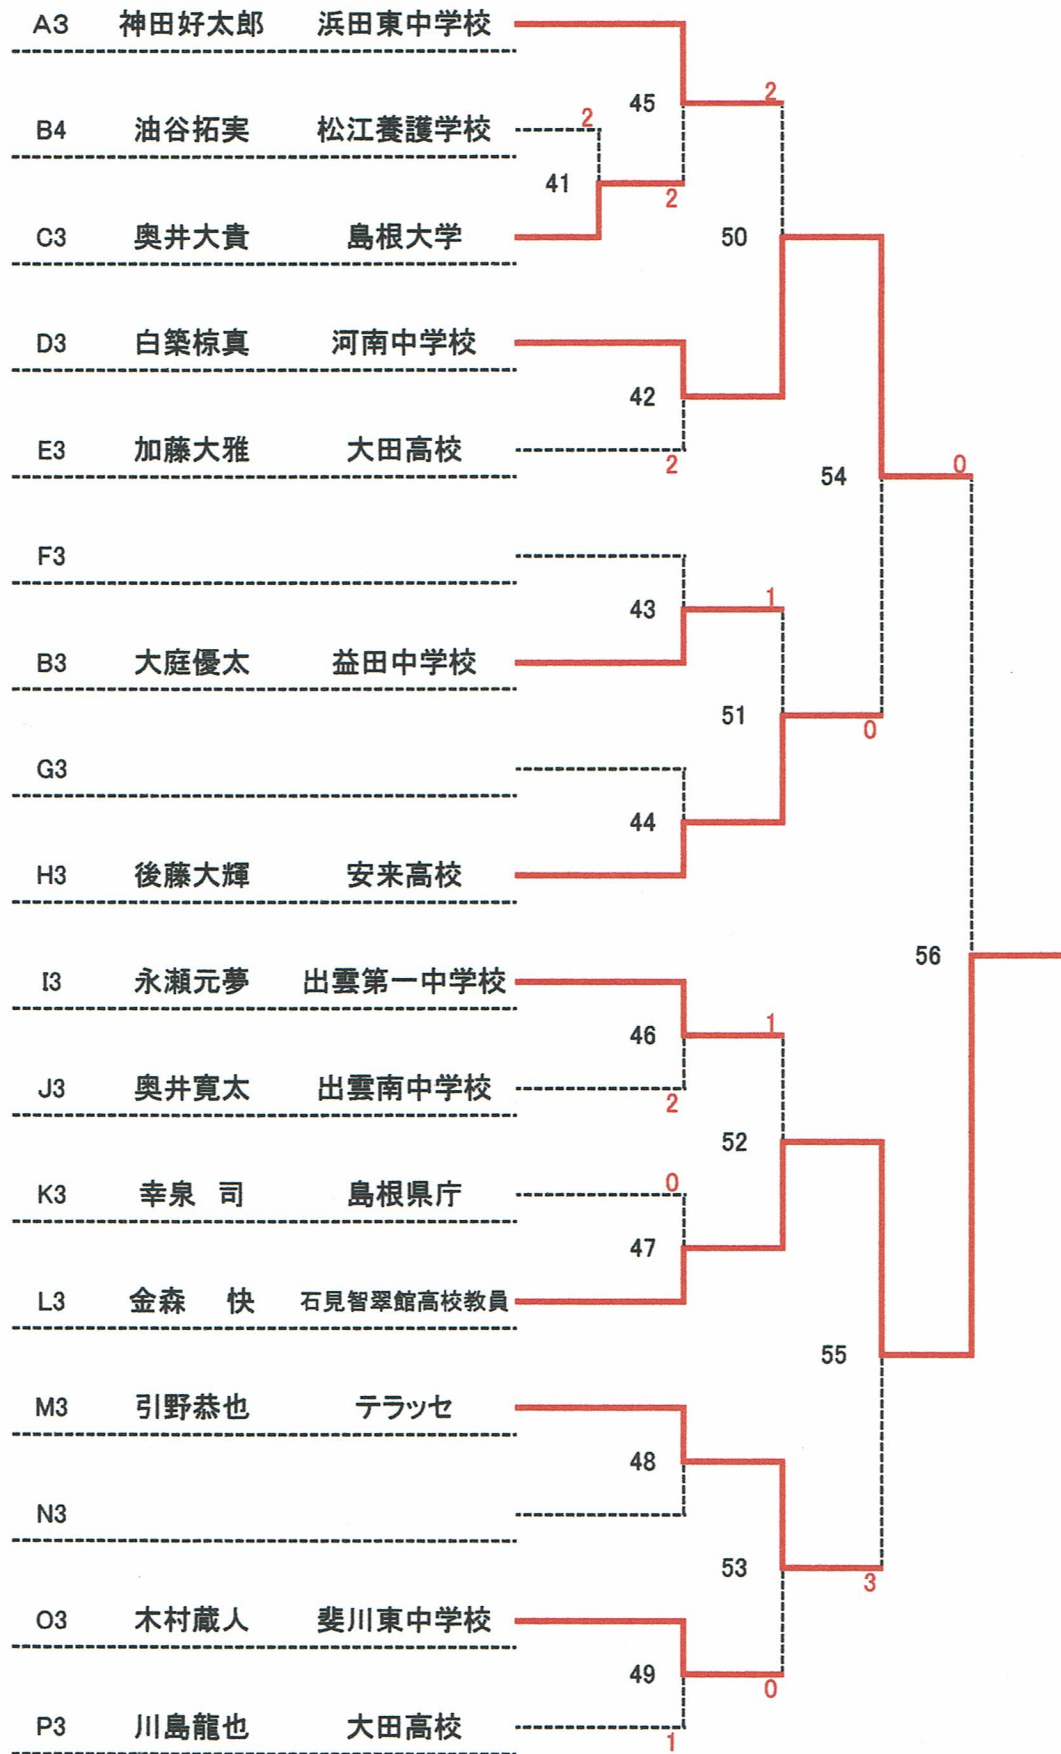 A3 神田好太郎 浜田東中学校
45 2
B4 油谷拓実 松江養護学校 2
41 2
C3 奥井大貴 島根大学 50
D3 白築椋真 河南中学校
42
E3 加藤大雅 大田高校 2
54 0
F3
43 1
B3 大庭優太 益田中学校
51 0
G3
44
H3 後藤大輝 安来高校
56
I3 永瀬元夢 出雲第一中学校
46 1
J3 奥井寛太 出雲南中学校 2
52
K3 幸泉 司 島根県庁 0
47
L3 金森 快 石見智翠館高校教員
55
M3 引野恭也 テラッセ
48
N3
53 3
O3 木村蔵人 斐川東中学校
49 0
P3 川島龍也 大田高校 1